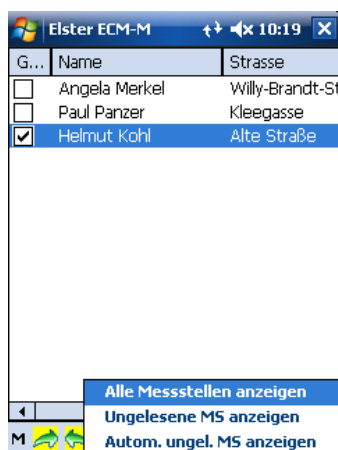 Elster ECM-M 10:19
G... Name Strasse
Angela Merkel Willy-Brandt-St
Paul Panzer Kleegasse
Helmut Kohl Alte Straße
Alle Messstellen anzeigen
Ungelesene MS anzeigen
M Autom. ungel. MS anzeigen